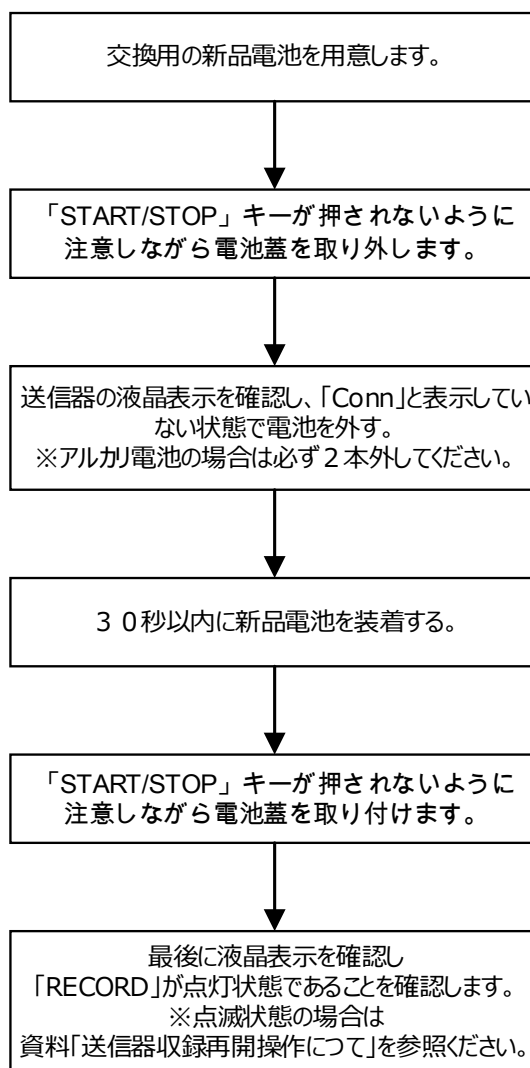 交換用の新品電池を用意します。
「START/STOP」キーが押されないように
注意しながら電池蓋を取り外します。
送信器の液晶表示を確認し、「Conn」と表示してい
ない状態で電池を外す。
※アルカリ電池の場合は必ず２本外してください。
３０秒以内に新品電池を装着する。
「START/STOP」キーが押されないように
注意しながら電池蓋を取り付けます。
最後に液晶表示を確認し
「RECORD」が点灯状態であることを確認します。
※点滅状態の場合は
資料「送信器収録再開操作につて」を参照ください。